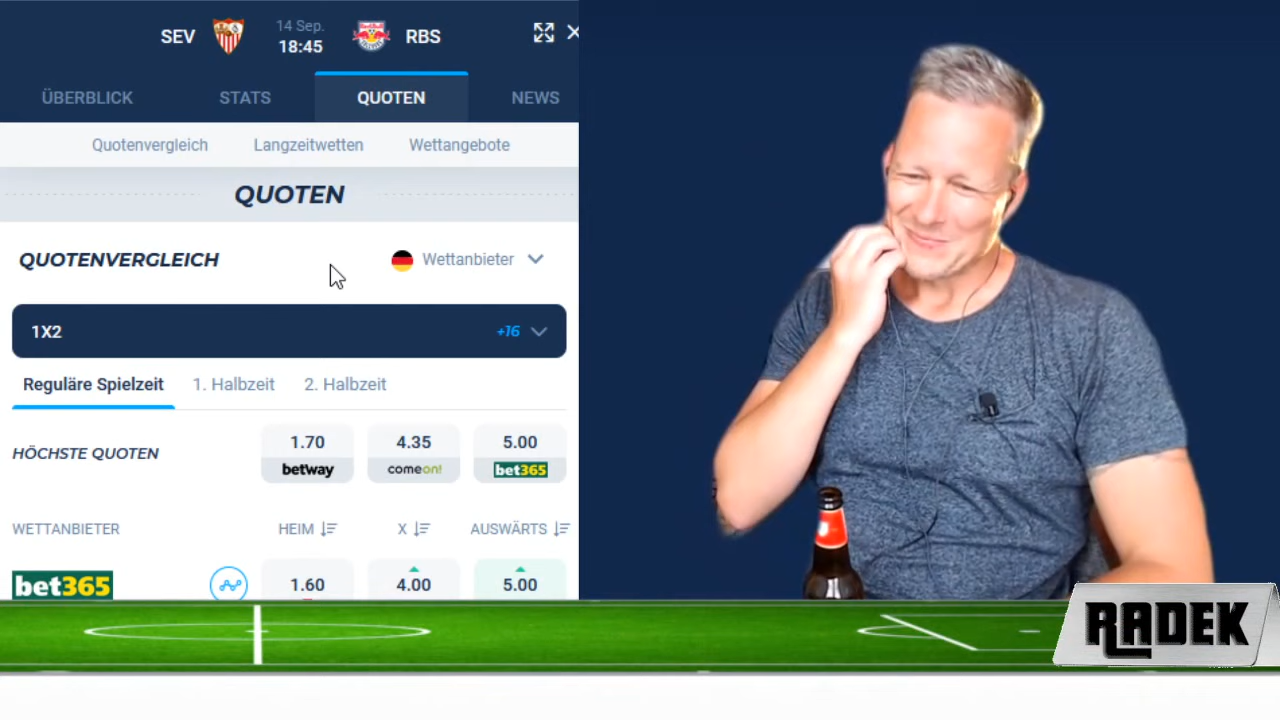 SEV
14 Sep.
18:45
RBS
ÜBERBLICK
STATS
QUOTEN
NEWS
Quotenvergleich
Langzeitwetten
Wettangebote
QUOTEN
QUOTENVERGLEICH
Wettanbieter
1X2
+16
Reguläre Spielzeit
1. Halbzeit
2. Halbzeit
HÖCHSTE QUOTEN
1.70
4.35
5.00
betway
comeon!
bet365
WETTANBIETER
HEIM
X
AUSWÄRTS
bet365
1.60
4.00
5.00
RADEK